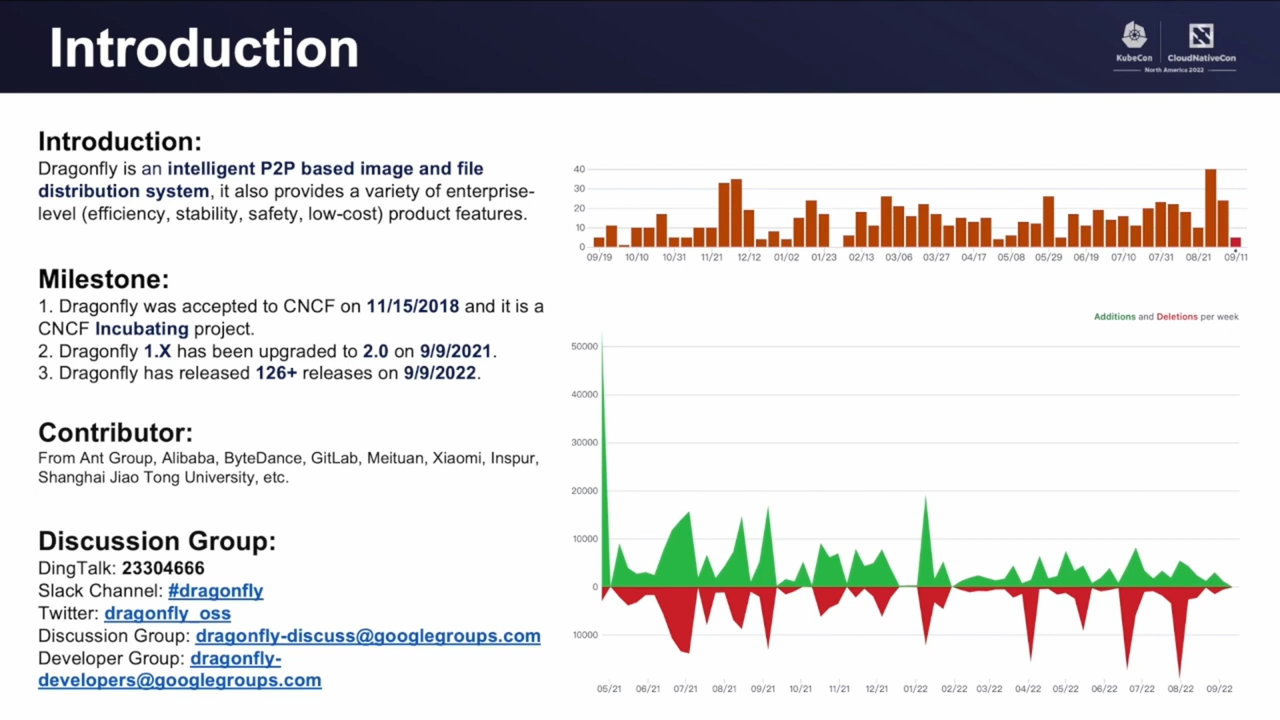 Introduction
KubeCon
CloudNativeCon
North America 2022
Introduction:
Dragonfly is an intelligent P2P based image and file
distribution system, it also provides a variety of enterprise-
level (efficiency, stability, safety, low-cost) product features.
Milestone:
1. Dragonfly was accepted to CNCF on 11/15/2018 and it is a
CNCF Incubating project.
2. Dragonfly 1.X has been upgraded to 2.0 on 9/9/2021.
3. Dragonfly has released 126+ releases on 9/9/2022.
Contributor:
From Ant Group, Alibaba, ByteDance, GitLab, Meituan, Xiaomi, Inspur,
Shanghai Jiao Tong University, etc.
Discussion Group:
DingTalk: 23304666
Slack Channel: #dragonfly
Twitter: dragonfly_oss
Discussion Group: dragonfly-discuss@googlegroups.com
Developer Group: dragonfly-
developers@googlegroups.com
40
30
20
10
0
09/19 10/10 10/31 11/21 12/12 01/02 01/23 02/13 03/06 03/27 04/17 05/08 05/29 06/19 07/10 07/31 08/21 09/11
Additions and Deletions per week
50000
40000
30000
20000
10000
0
10000
05/21 06/21 07/21 08/21 09/21 10/21 11/21 12/21 01/22 02/22 03/22 04/22 05/22 06/22 07/22 08/22 09/22